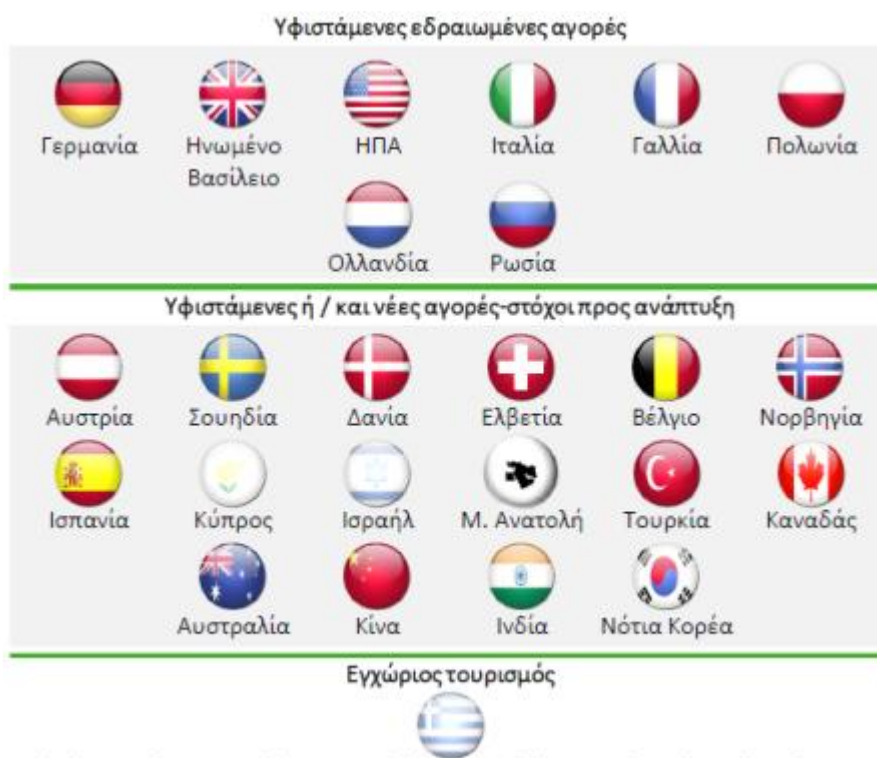 Υφιστάμενες εδραιωμένες αγορές
Γερμανία Ηνωμένο Βασίλειο ΗΠΑ Ιταλία Γαλλία Πολωνία
Ολλανδία Ρωσία
Υφιστάμενες ή / και νέες αγορές-στόχοι προς ανάπτυξη
Αυστρία Σουηδία Δανία Ελβετία Βέλγιο Νορβηγία
Ισπανία Κύπρος Ισραήλ Μ. Ανατολή Τουρκία Καναδάς
Αυστραλία Κίνα Ινδία Νότια Κορέα
Εγχώριος τουρισμός